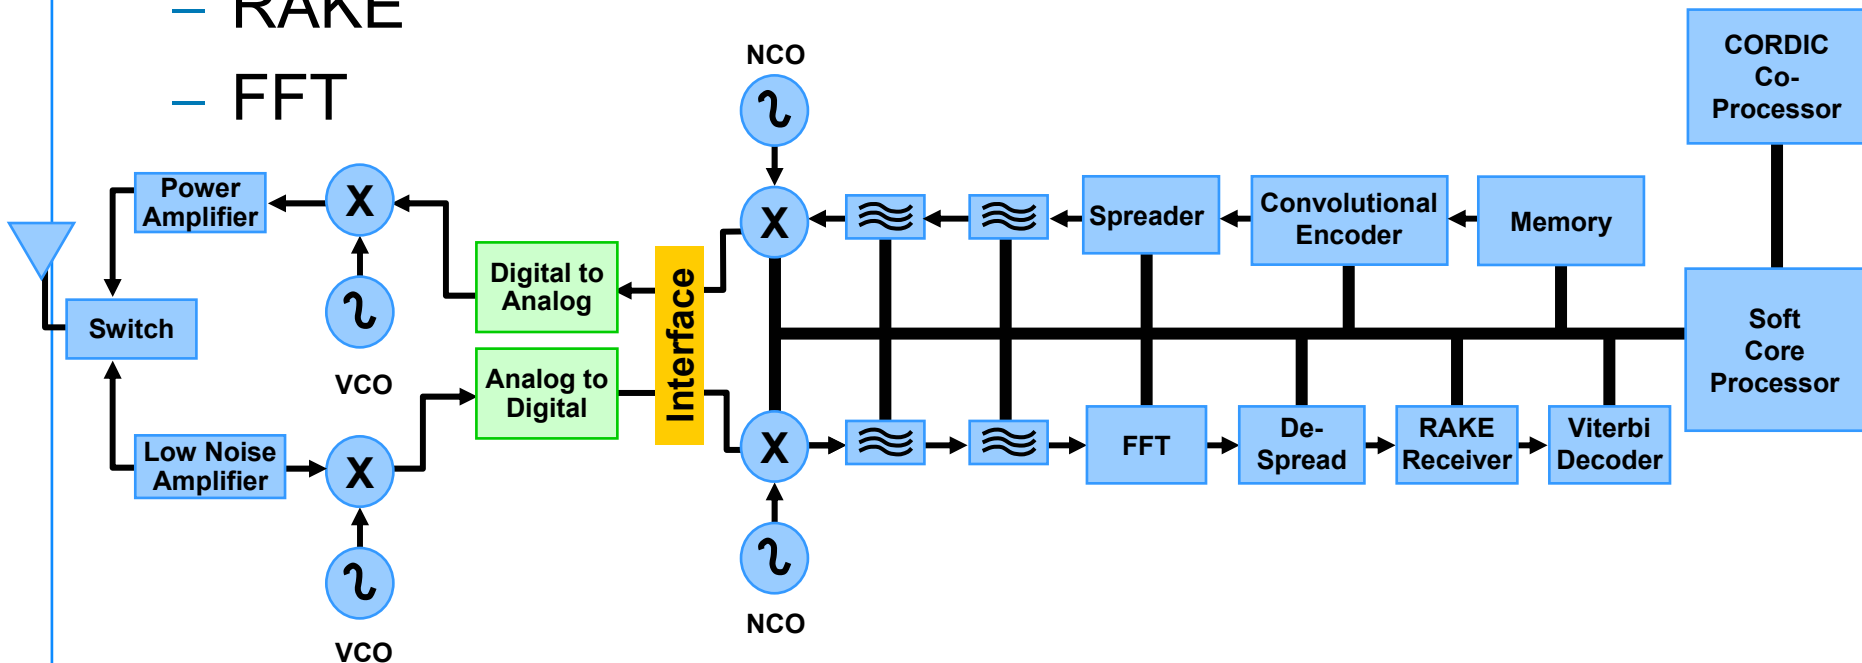 – RAKE
– FFT
NCO
CORDIC
Co-
Processor
Power
Amplifier
X
X
Spreader
Convolutional
Encoder
Memory
Digital to
Analog
Interface
Switch
Soft
Core
Processor
VCO
Analog to
Digital
Low Noise
Amplifier
X
X
FFT
De-
Spread
RAKE
Receiver
Viterbi
Decoder
NCO
VCO